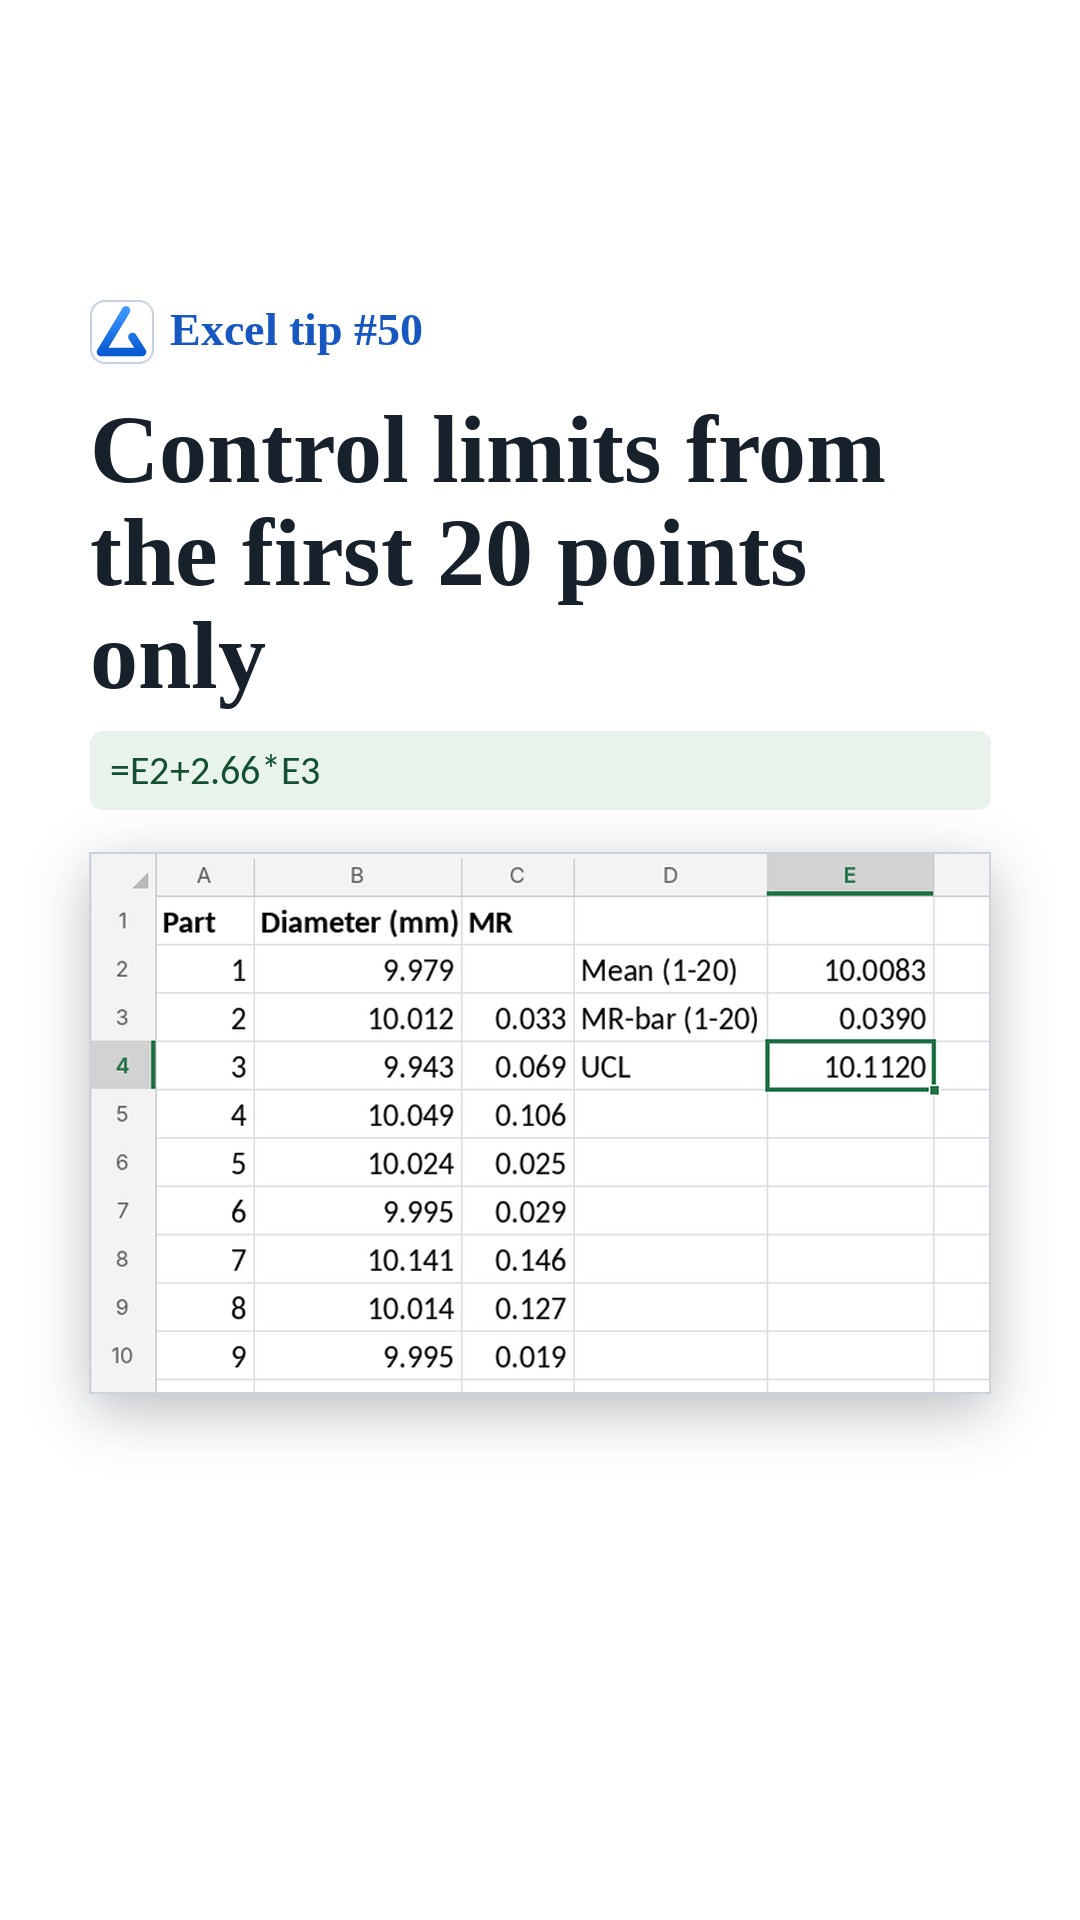 Excel tip #50
Control limits from
the first 20 points
only
=E2+2.66*E3
A B C D E
1 Part Diameter (mm) MR
2 1 9.979 Mean (1-20) 10.0083
3 2 10.012 0.033 MR-bar (1-20) 0.0390
4 3 9.943 0.069 UCL 10.1120
5 4 10.049 0.106
6 5 10.024 0.025
7 6 9.995 0.029
8 7 10.141 0.146
9 8 10.014 0.127
10 9 9.995 0.019